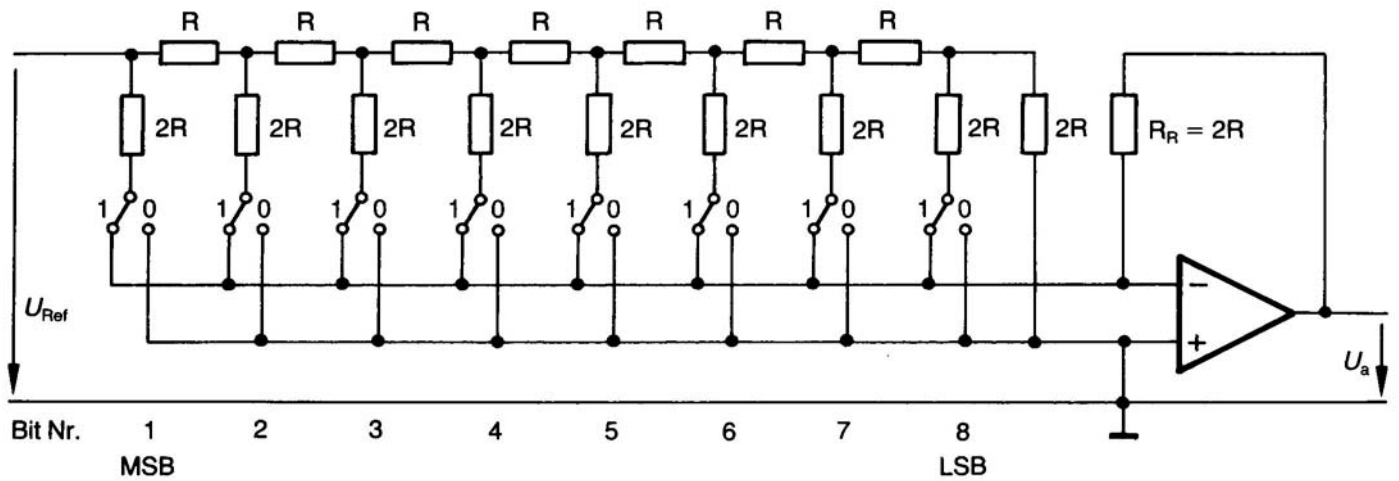 R R R R R R R
2R 2R 2R 2R 2R 2R 2R 2R 2R R_R = 2R
1 0 1 0 1 0 1 0 1 0 1 0 1 0 1 0
U_Ref
−
+
U_a
Bit Nr. 1 2 3 4 5 6 7 8
MSB LSB